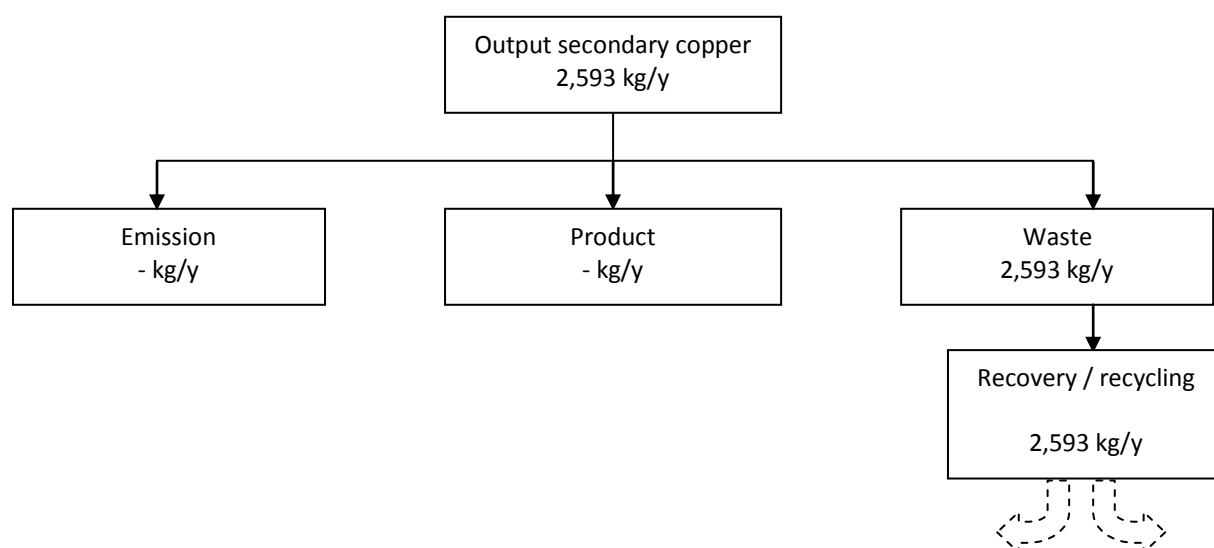 Output secondary copper
2,593 kg/y
Emission
- kg/y
Product
- kg/y
Waste
2,593 kg/y
Recovery / recycling
2,593 kg/y